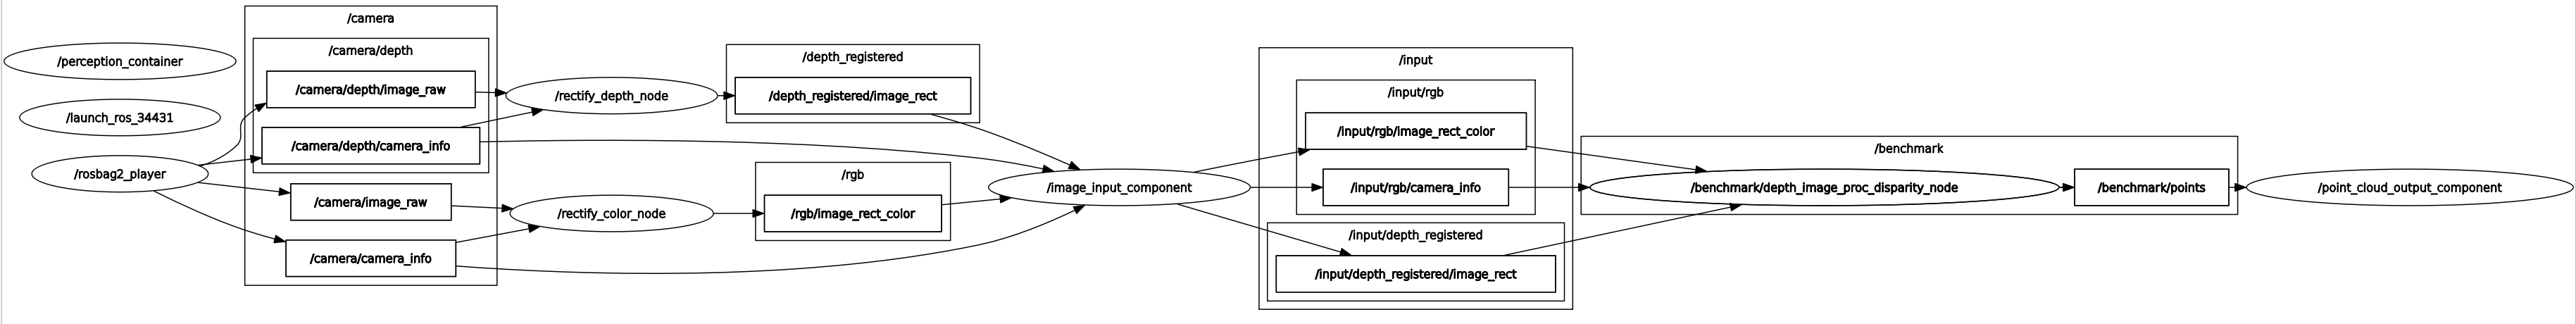 /perception_container
/launch_ros_34431
/rosbag2_player
/camera
/camera/depth
/camera/depth/image_raw
/camera/depth/camera_info
/camera/image_raw
/camera/camera_info
/rectify_depth_node
/rectify_color_node
/depth_registered
/depth_registered/image_rect
/rgb
/rgb/image_rect_color
/image_input_component
/input
/input/rgb
/input/rgb/image_rect_color
/input/rgb/camera_info
/input/depth_registered
/input/depth_registered/image_rect
/benchmark
/benchmark/depth_image_proc_disparity_node
/benchmark/points
/point_cloud_output_component